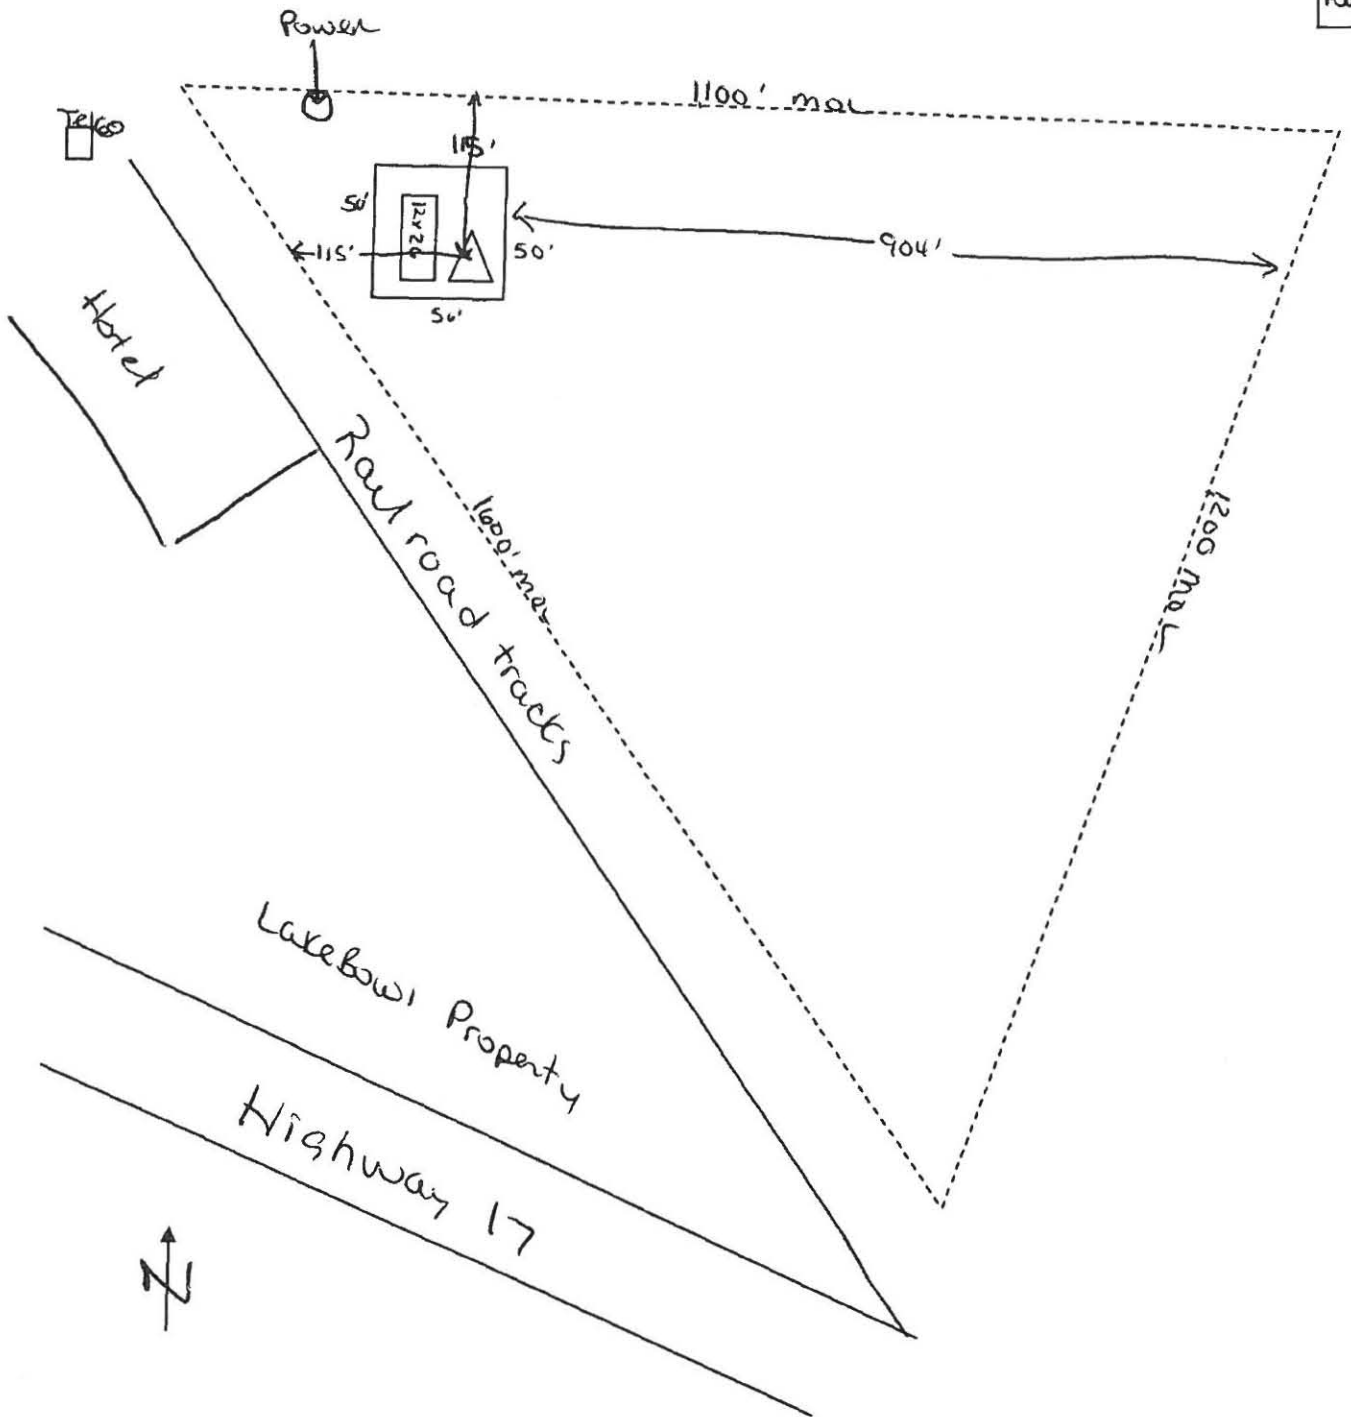 Power
1100' mol
Telco
115'
50'
12x20
115'
50'
904'
50'
Hotel
Railroad tracks
1600' mol
1200 mol
LakeBowl Property
Highway 17
N